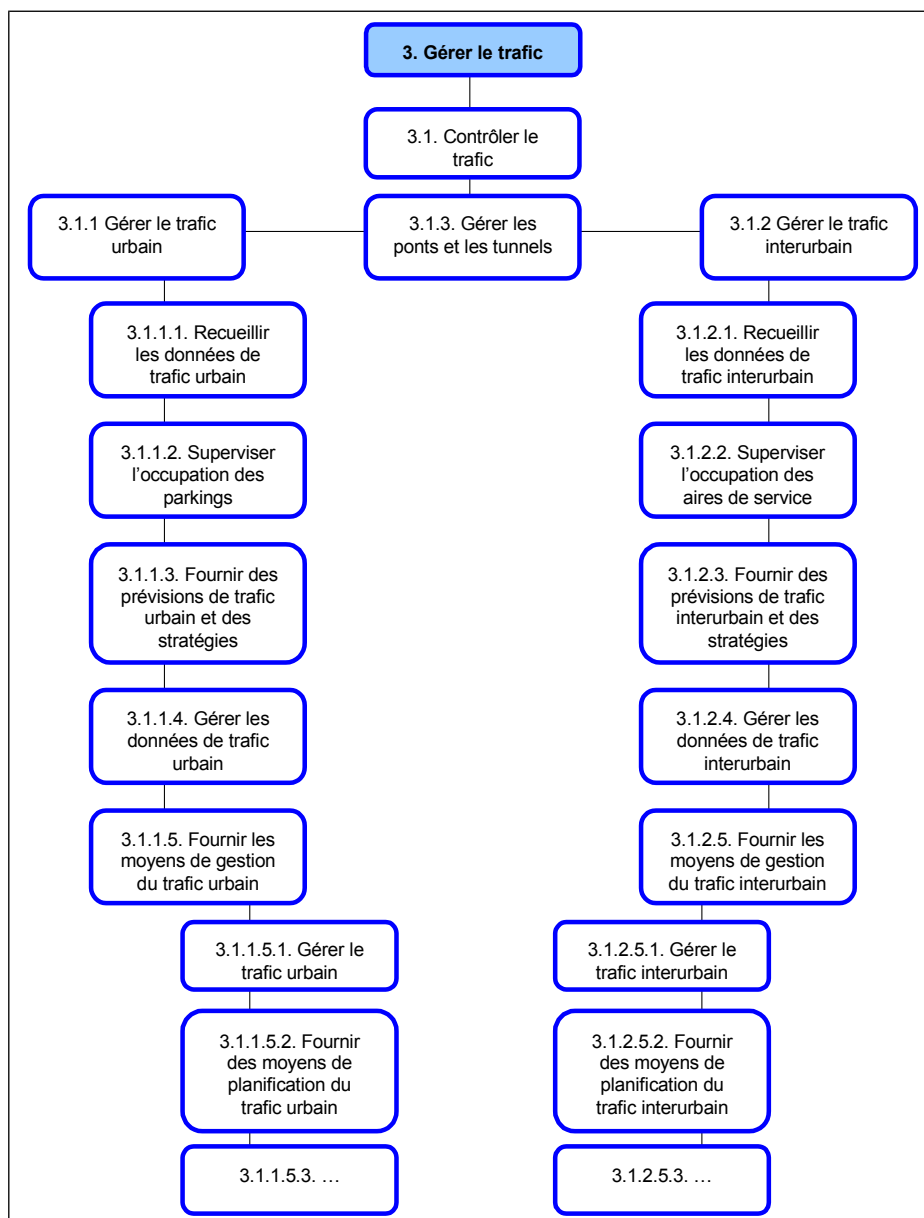 3. Gérer le trafic
3.1. Contrôler le
trafic
3.1.1 Gérer le trafic
urbain
3.1.3. Gérer les
ponts et les tunnels
3.1.2 Gérer le trafic
interurbain
3.1.1.1. Recueillir
les données de
trafic urbain
3.1.2.1. Recueillir
les données de
trafic interurbain
3.1.1.2. Superviser
l’occupation des
parkings
3.1.2.2. Superviser
l’occupation des
aires de service
3.1.1.3. Fournir des
prévisions de trafic
urbain et des
stratégies
3.1.2.3. Fournir des
prévisions de trafic
interurbain et des
stratégies
3.1.1.4. Gérer les
données de trafic
urbain
3.1.2.4. Gérer les
données de trafic
interurbain
3.1.1.5. Fournir les
moyens de gestion
du trafic urbain
3.1.2.5. Fournir les
moyens de gestion
du trafic interurbain
3.1.1.5.1. Gérer le
trafic urbain
3.1.2.5.1. Gérer le
trafic interurbain
3.1.1.5.2. Fournir
des moyens de
planification du
trafic urbain
3.1.2.5.2. Fournir
des moyens de
planification du
trafic interurbain
3.1.1.5.3. …
3.1.2.5.3. …